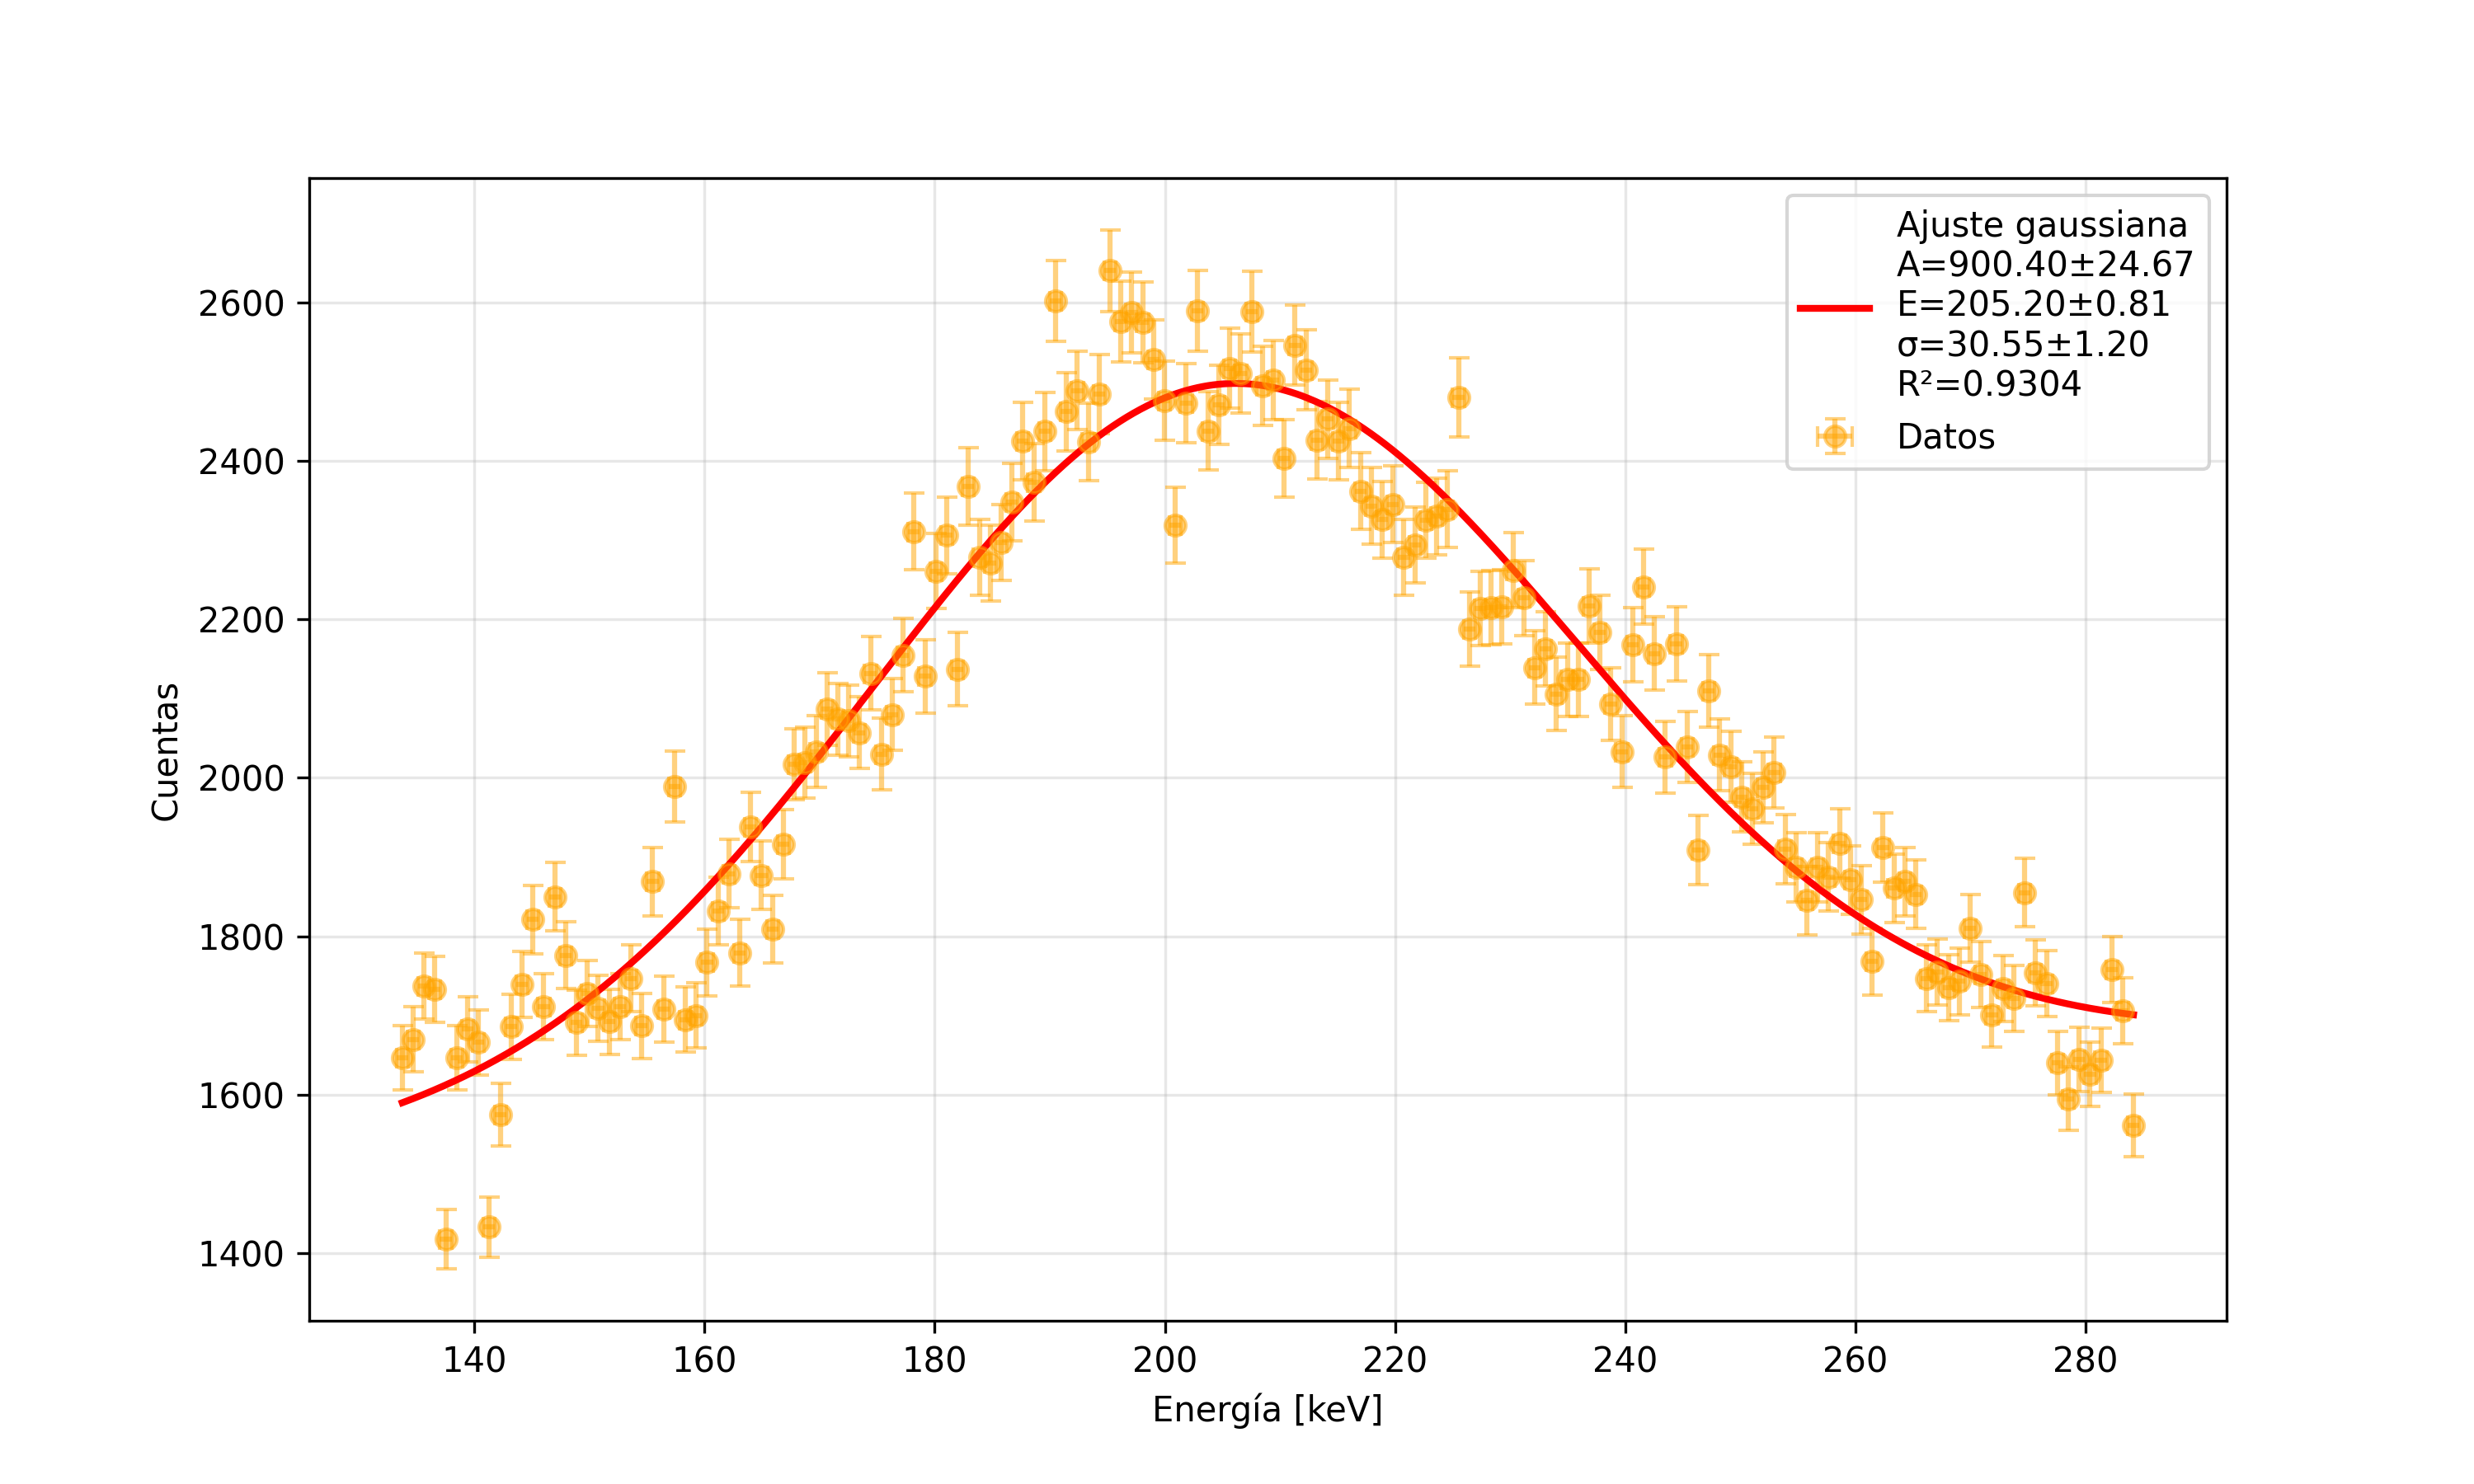 Ajuste gaussiana
A=900.40±24.67
E=205.20±0.81
σ=30.55±1.20
R²=0.9304
Datos
Cuentas
2600
2400
2200
2000
1800
1600
1400
140 160 180 200 220 240 260 280
Energía [keV]